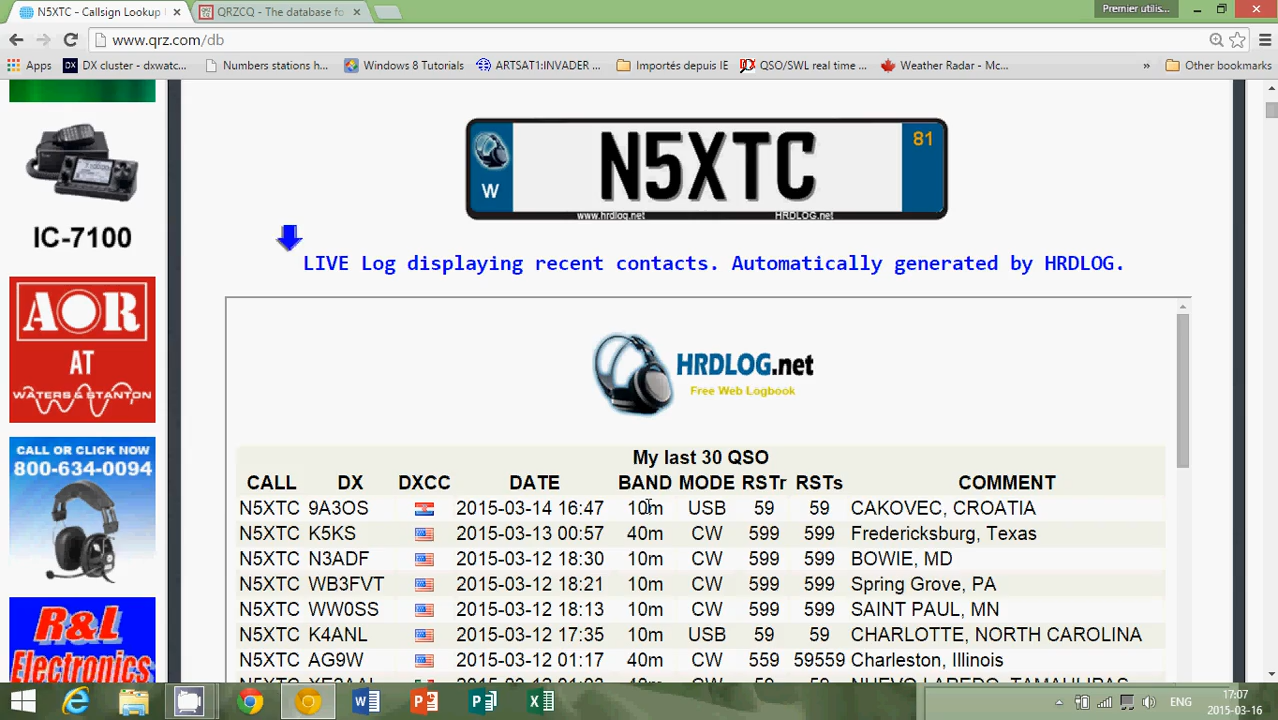 N5XTC - Callsign Lookup
QRZCQ - The database fo
Premier utilis...
www.qrz.com/db
Apps
DX cluster - dxwatc...
Numbers stations h...
Windows 8 Tutorials
ARTSAT1:INVADER ...
Importés depuis IE
QSO/SWL real time ...
Weather Radar - Mc...
»
Other bookmarks
IC-7100
AOR
AT
WATERS & STANTON
CALL OR CLICK NOW
800-634-0094
R&L
Electronics
W
N5XTC
81
www.hrdlog.net
HRDLOG.net
LIVE Log displaying recent contacts. Automatically generated by HRDLOG.
HRDLOG.net
Free Web Logbook
My last 30 QSO
CALL DX DXCC DATE BAND MODE RSTr RSTs COMMENT
N5XTC 9A3OS 2015-03-14 16:47 10m USB 59 59 CAKOVEC, CROATIA
N5XTC K5KS 2015-03-13 00:57 40m CW 599 599 Fredericksburg, Texas
N5XTC N3ADF 2015-03-12 18:30 10m CW 599 599 BOWIE, MD
N5XTC WB3FVT 2015-03-12 18:21 10m CW 599 599 Spring Grove, PA
N5XTC WW0SS 2015-03-12 18:13 10m CW 599 599 SAINT PAUL, MN
N5XTC K4ANL 2015-03-12 17:35 10m USB 59 59 CHARLOTTE, NORTH CAROLINA
N5XTC AG9W 2015-03-12 01:17 40m CW 559 59559 Charleston, Illinois
ENG
17:07
2015-03-16